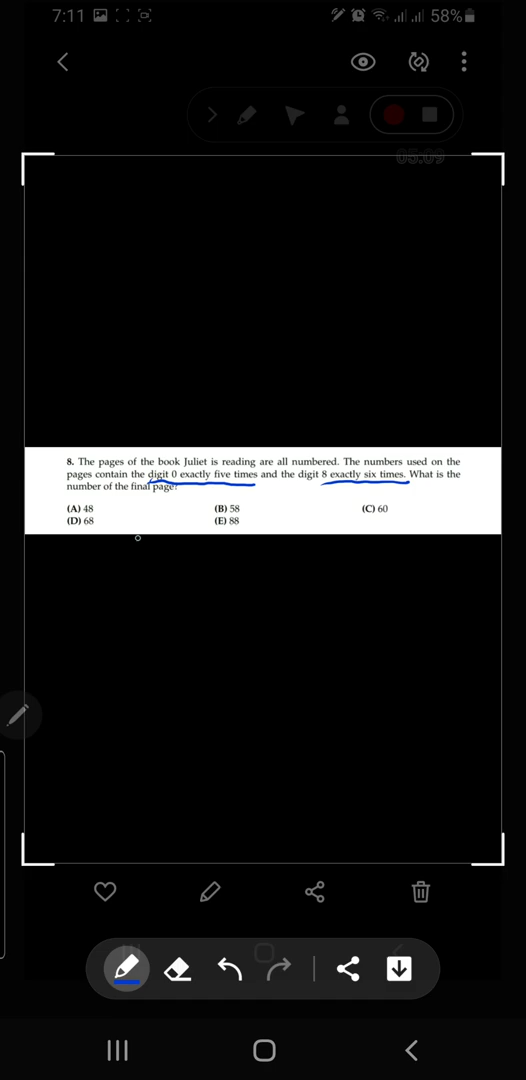 7:11 58%
05:09
8. The pages of the book Juliet is reading are all numbered. The numbers used on the
pages contain the digit 0 exactly five times and the digit 8 exactly six times. What is the
number of the final page?
(A) 48 (B) 58 (C) 60
(D) 68 (E) 88